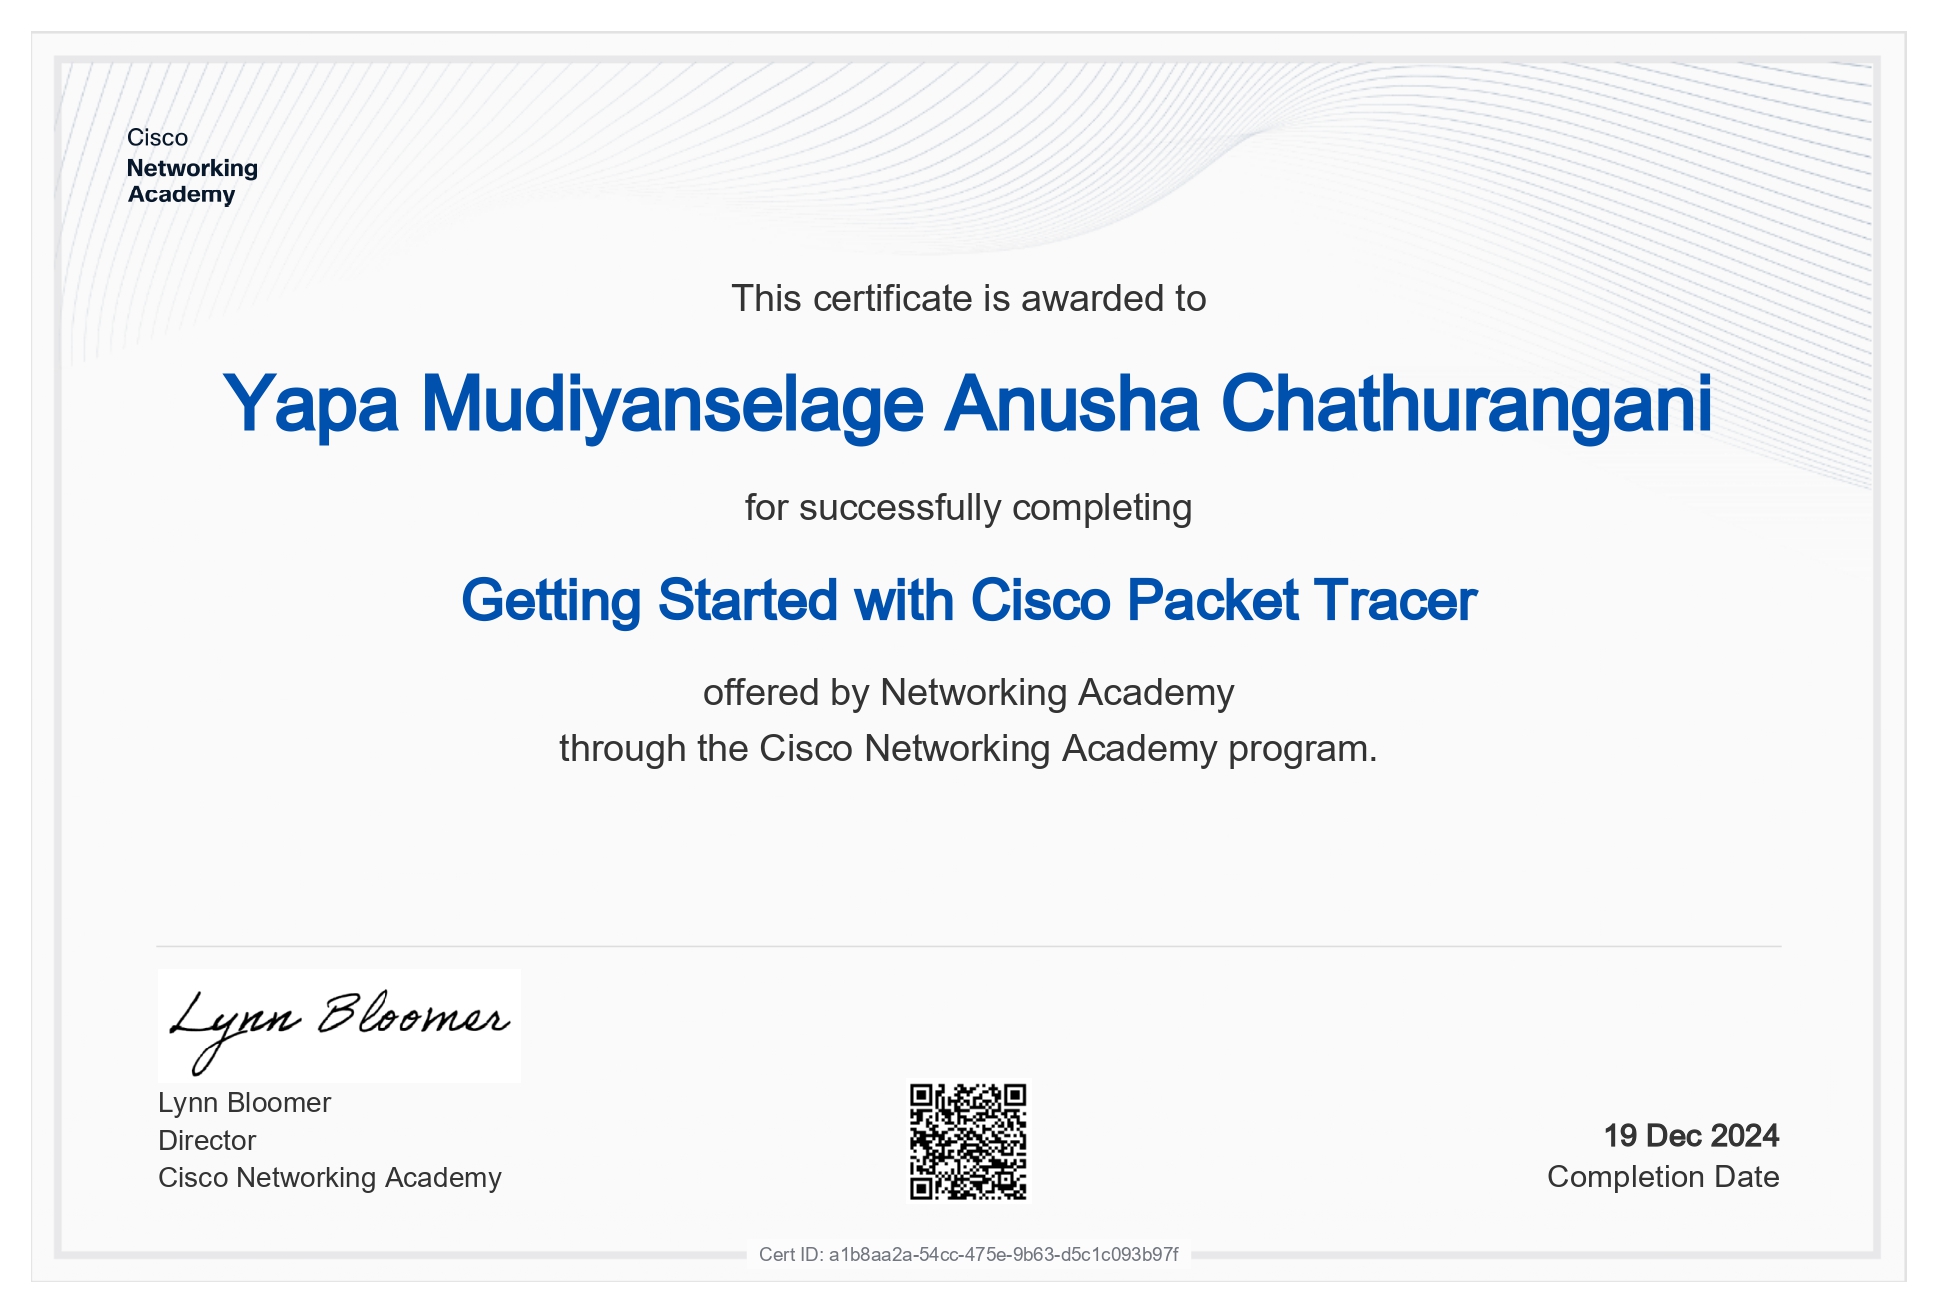 Cisco
Networking
Academy
This certificate is awarded to
Yapa Mudiyanselage Anusha Chathurangani
for successfully completing
Getting Started with Cisco Packet Tracer
offered by Networking Academy
through the Cisco Networking Academy program.
Lynn Bloomer
Lynn Bloomer
Director
Cisco Networking Academy
19 Dec 2024
Completion Date
Cert ID: a1b8aa2a-54cc-475e-9b63-d5c1c093b97f